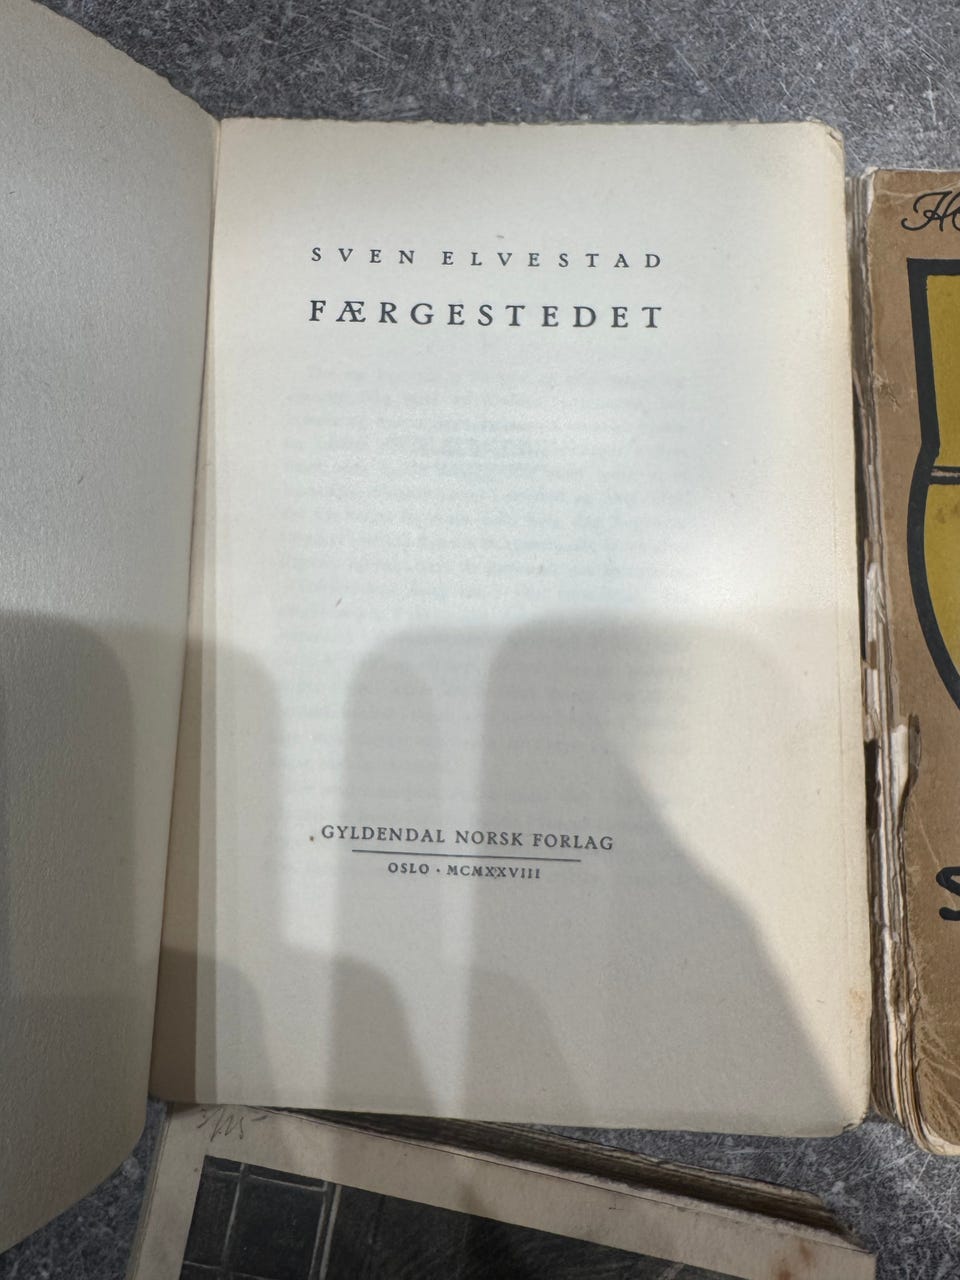 SVEN ELVESTAD
FÆRGESTEDET
GYLDENDAL NORSK FORLAG
OSLO · MCMXXVIII